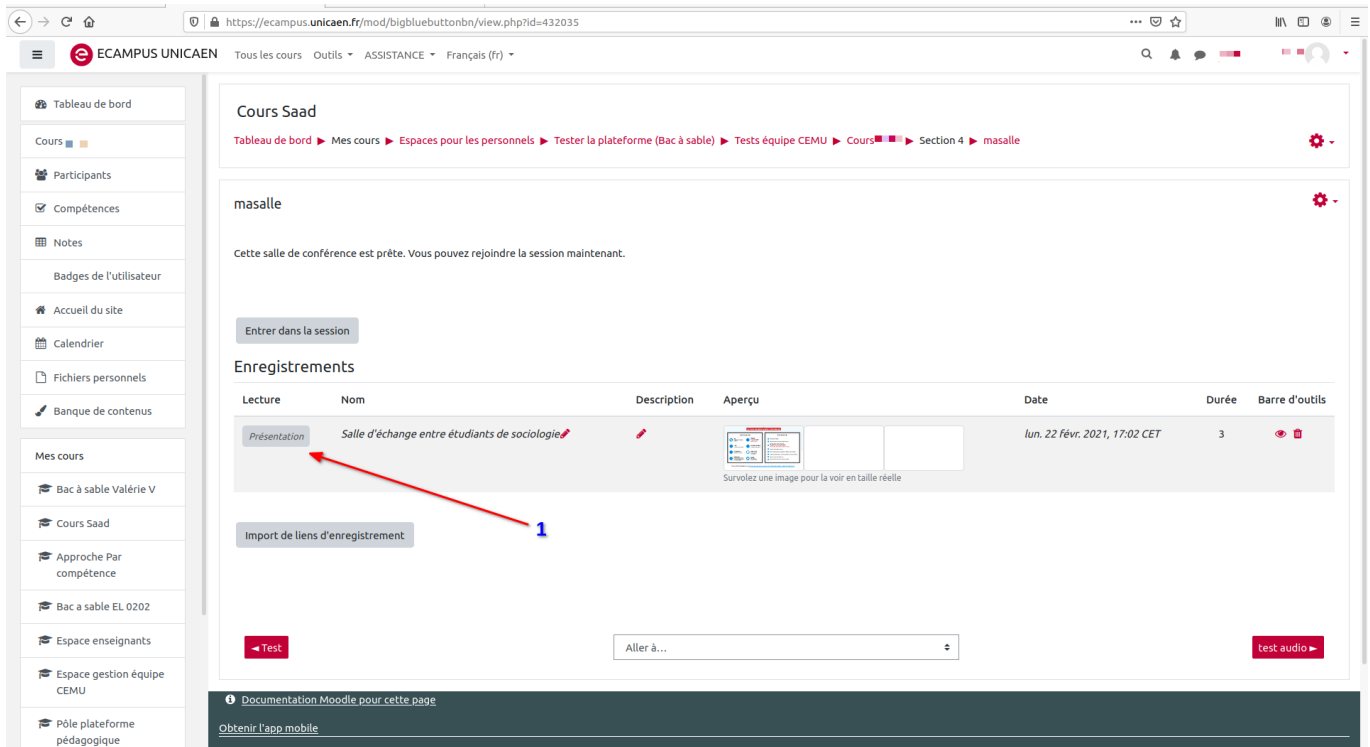 https://ecampus.unicaen.fr/mod/bigbluebuttonbn/view.php?id=432035
ECAMPUS UNICAEN Tous les cours Outils ASSISTANCE Français (fr)
Tableau de bord
Cours
Participants
Compétences
Notes
Badges de l'utilisateur
Accueil du site
Calendrier
Fichiers personnels
Banque de contenus
Mes cours
Bac à sable Valérie V
Cours Saad
Approche Par
compétence
Bac a sable EL 0202
Espace enseignants
Espace gestion équipe
CEMU
Pôle plateforme
pédagogique
Cours Saad
Tableau de bord ► Mes cours ► Espaces pour les personnels ► Tester la plateforme (Bac à sable) ► Tests équipe CEMU ► Cours ► Section 4 ► masalle
masalle
Cette salle de conférence est prête. Vous pouvez rejoindre la session maintenant.
Entrer dans la session
Enregistrements
Lecture Nom Description Aperçu Date Durée Barre d'outils
Présentation Salle d'échange entre étudiants de sociologie lun. 22 févr. 2021, 17:02 CET 3
Survolez une image pour la voir en taille réelle
1
Import de liens d'enregistrement
◄ Test Aller à... test audio ►
Documentation Moodle pour cette page
Obtenir l'app mobile